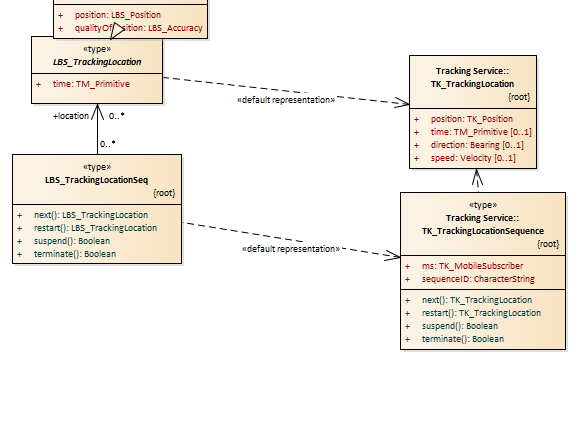 + position: LBS_Position
+ qualityOfPosition: LBS_Accuracy
«type»
LBS_TrackingLocation
+ time: TM_Primitive
«default representation»
Tracking Service::
TK_TrackingLocation
{root}
+ position: TK_Position
+ time: TM_Primitive [0..1]
+ direction: Bearing [0..1]
+ speed: Velocity [0..1]
+location 0..*
0..*
«type»
LBS_TrackingLocationSeq
{root}
+ next(): LBS_TrackingLocation
+ restart(): LBS_TrackingLocation
+ suspend(): Boolean
+ terminate(): Boolean
«default representation»
«type»
Tracking Service::
TK_TrackingLocationSequence
{root}
+ ms: TK_MobileSubscriber
+ sequenceID: CharacterString
+ next(): TK_TrackingLocation
+ restart(): TK_TrackingLocation
+ suspend(): Boolean
+ terminate(): Boolean